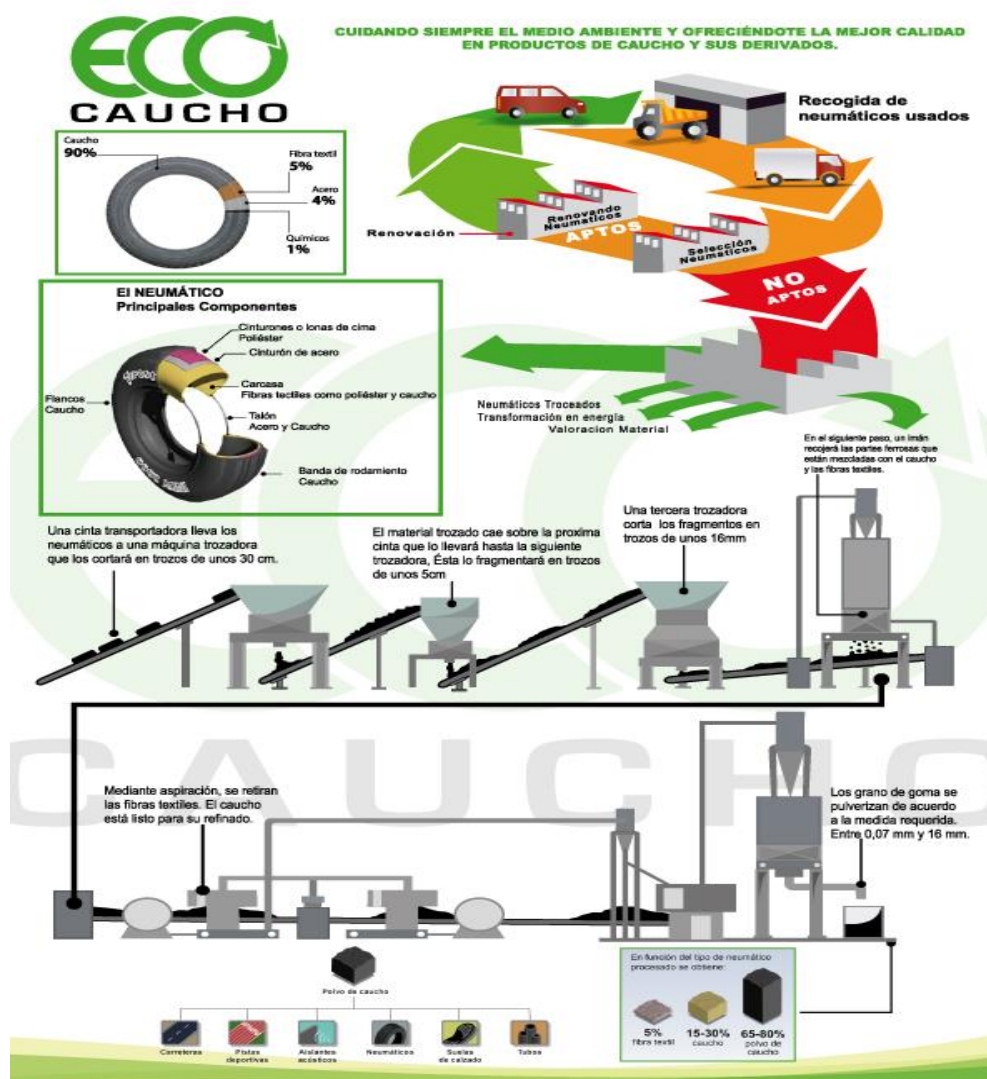 ECO
CAUCHO
CUIDANDO SIEMPRE EL MEDIO AMBIENTE Y OFRECIÉNDOTE LA MEJOR CALIDAD
EN PRODUCTOS DE CAUCHO Y SUS DERIVADOS.
Caucho
90%
Fibra textil
5%
Acero
4%
Químicos
1%
Recogida de
neumáticos usados
Renovando
Neumaticos
Renovación
APTOS
Selección
Neumaticos
NO
APTOS
El NEUMÁTICO
Principales Componentes
Cinturones o lonas de cima
Poliéster
Cinturón de acero
Carcasa
Fibras tectiles como poliéster y caucho
Flancos
Caucho
Talón
Acero y Caucho
Banda de rodamiento
Caucho
Neumáticos Troceados
Transformación en energía
Valoracion Material
En el siguiente paso, un imán
recojerá las partes ferrosas que
están mezcladas con el caucho
y las fibras textiles.
Una cinta transportadora lleva los
neumáticos a una máquina trozadora
que los cortará en trozos de unos 30 cm.
El material trozado cae sobre la proxima
cinta que lo llevará hasta la siguiente
trozadora, Ésta lo fragmentará en trozos
de unos 5cm
Una tercera trozadora
corta los fragmentos en
trozos de unos 16mm
CAUCHO
Mediante aspiración, se retiran
las fibras textiles. El caucho
está listo para su refinado.
Los grano de goma se
pulverizan de acuerdo
a la medida requerida.
Entre 0,07 mm y 16 mm.
Polvo de caucho
Carreteras
Pistas
deportivas
Aislantes
acústicos
Neumáticos
Suelas
de calzado
Tubos
En función del tipo de neumático
procesado se obtiene:
5%
fibra textil
15-30%
caucho
65-80%
polvo de
caucho